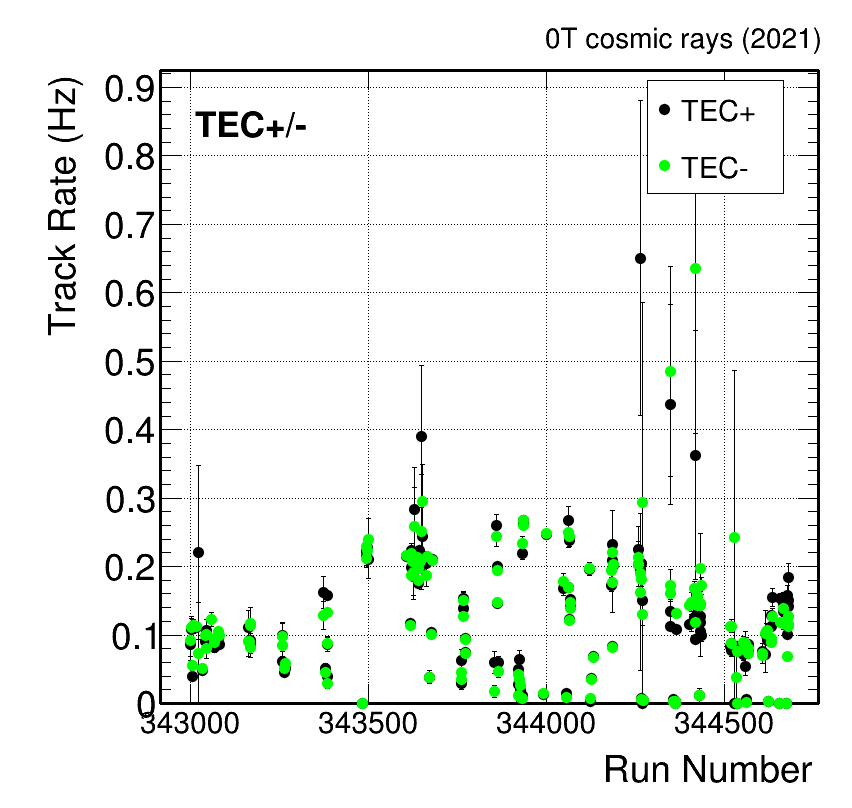 0T cosmic rays (2021)
Track Rate (Hz)
TEC+/-
TEC+
TEC-
0.9
0.8
0.7
0.6
0.5
0.4
0.3
0.2
0.1
0
343000 343500 344000 344500
Run Number